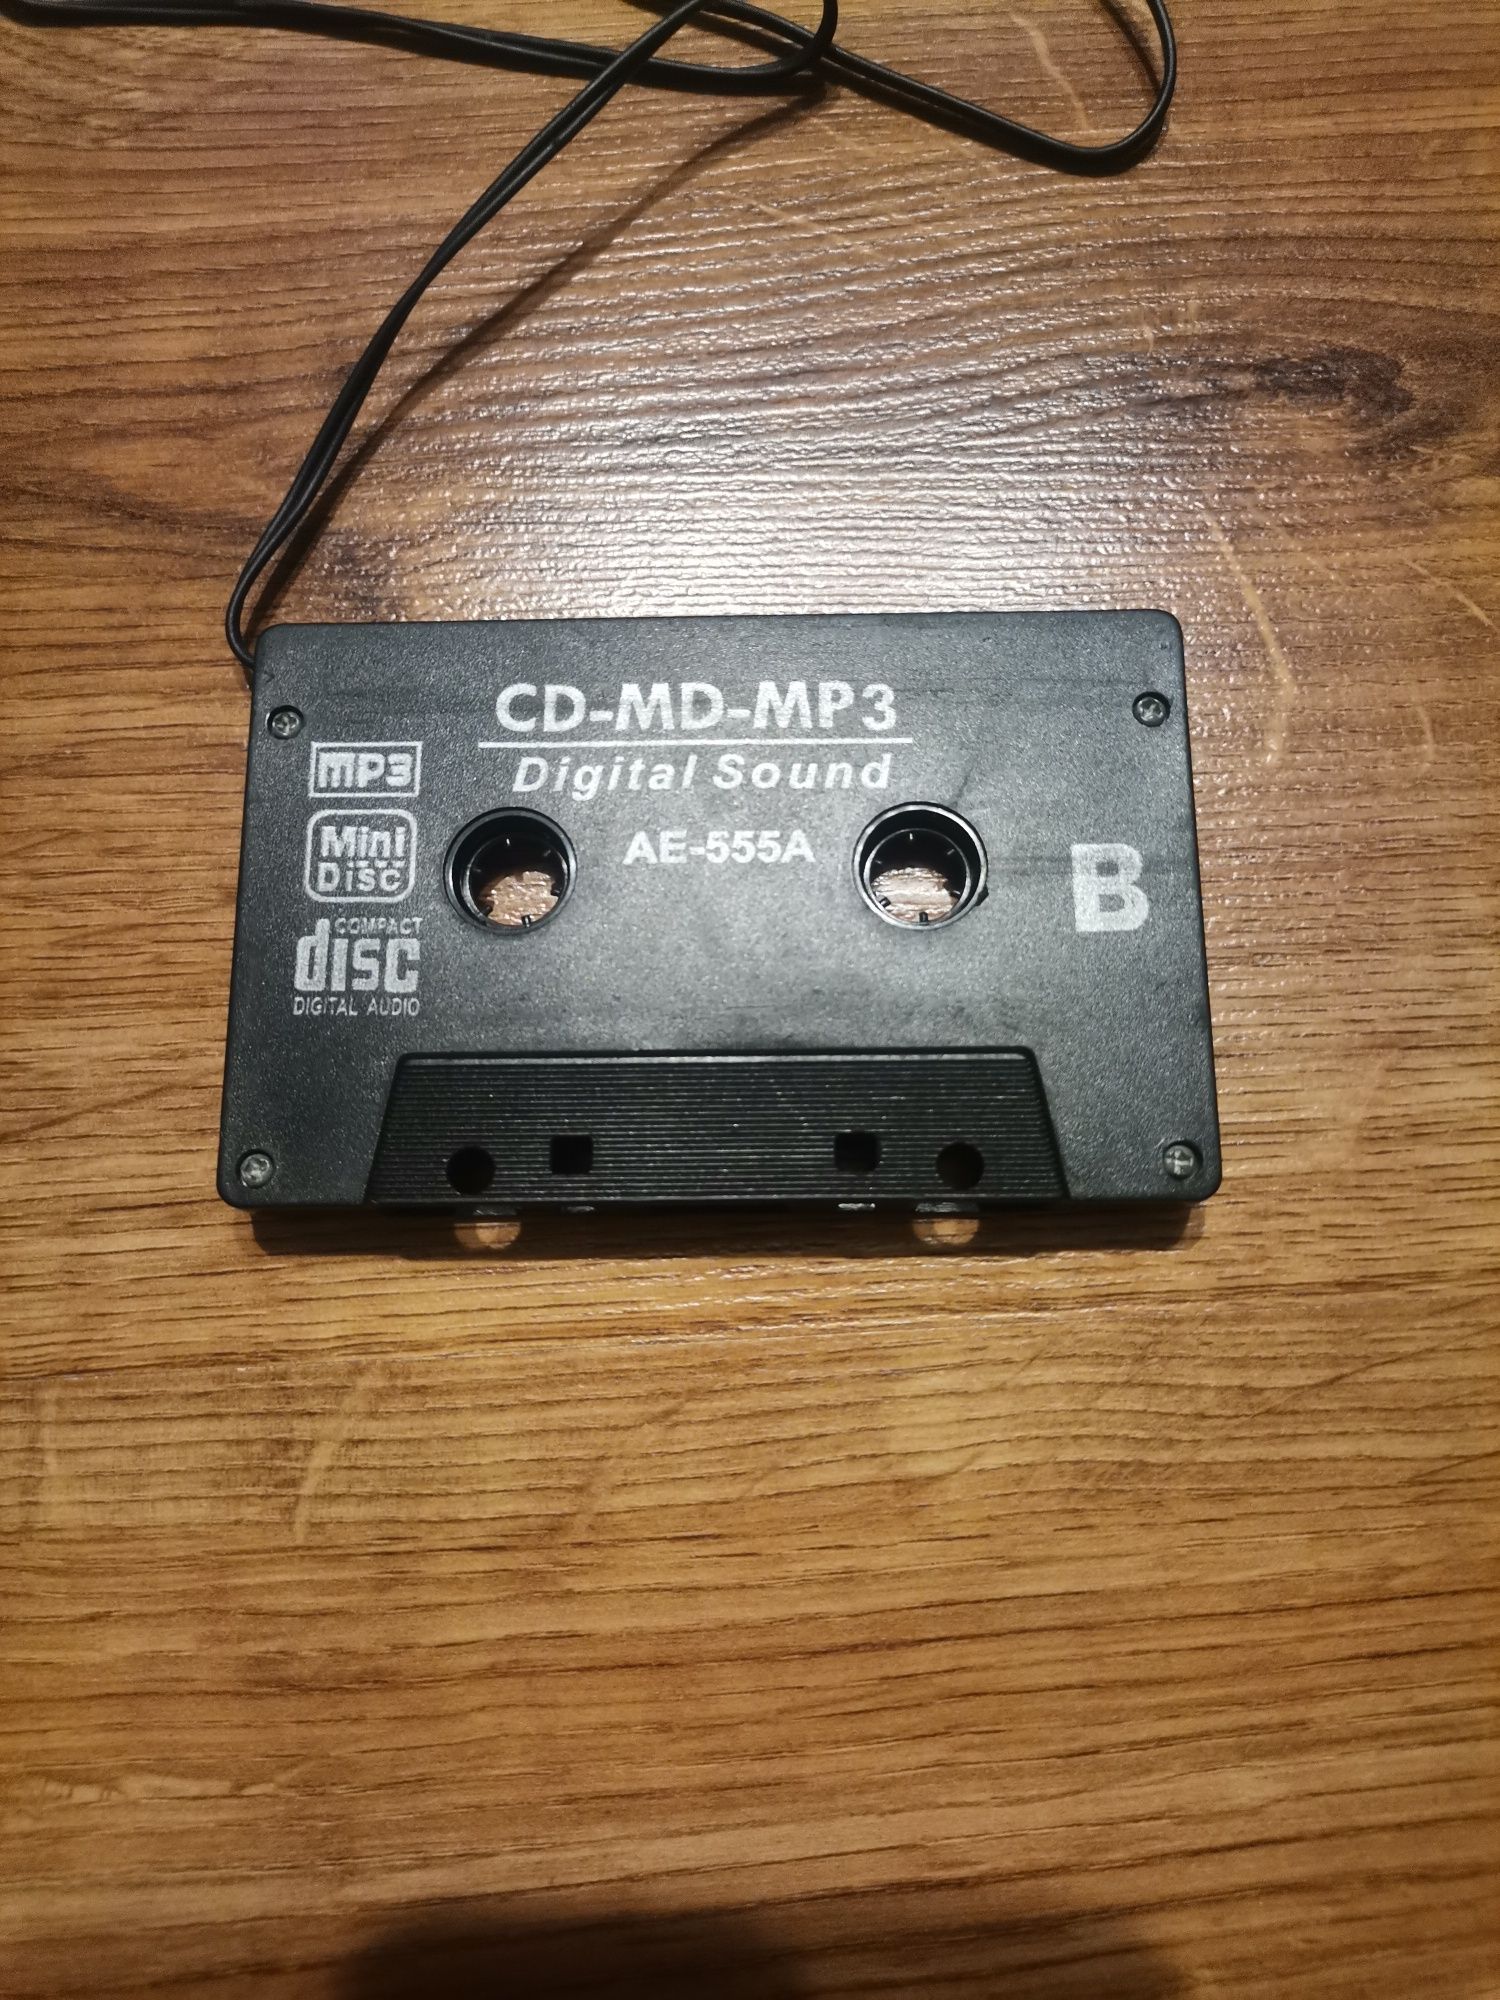 CD-MD-MP3
Digital Sound
AE-555A
mp3
Mini
Disc
COMPACT
disc
DIGITAL AUDIO
B